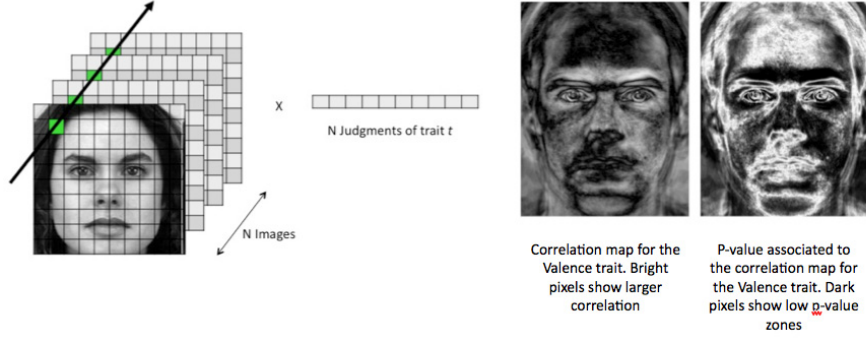 X
N Judgments of trait t
N Images
Correlation map for the
Valence trait. Bright
pixels show larger
correlation
P-value associated to
the correlation map for
the Valence trait. Dark
pixels show low p-value
zones